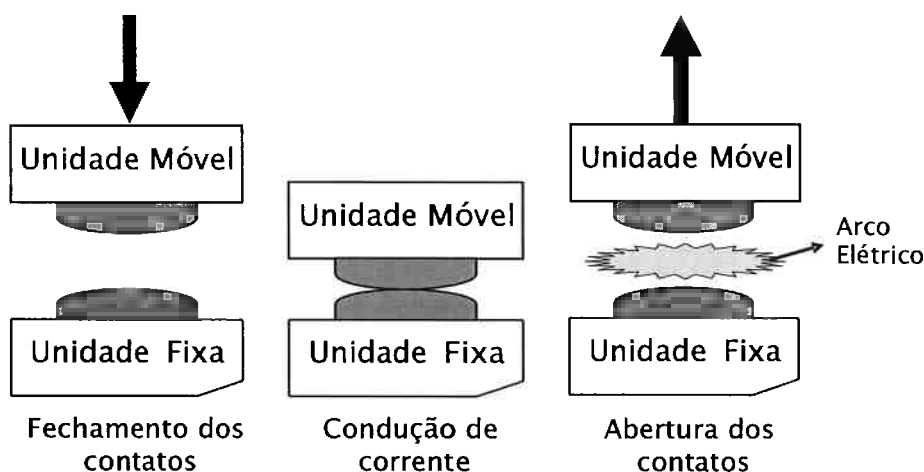 Unidade Móvel
Unidade Fixa
Fechamento dos
contatos
Unidade Móvel
Unidade Fixa
Condução de
corrente
Unidade Móvel
Arco
Elétrico
Unidade Fixa
Abertura dos
contatos